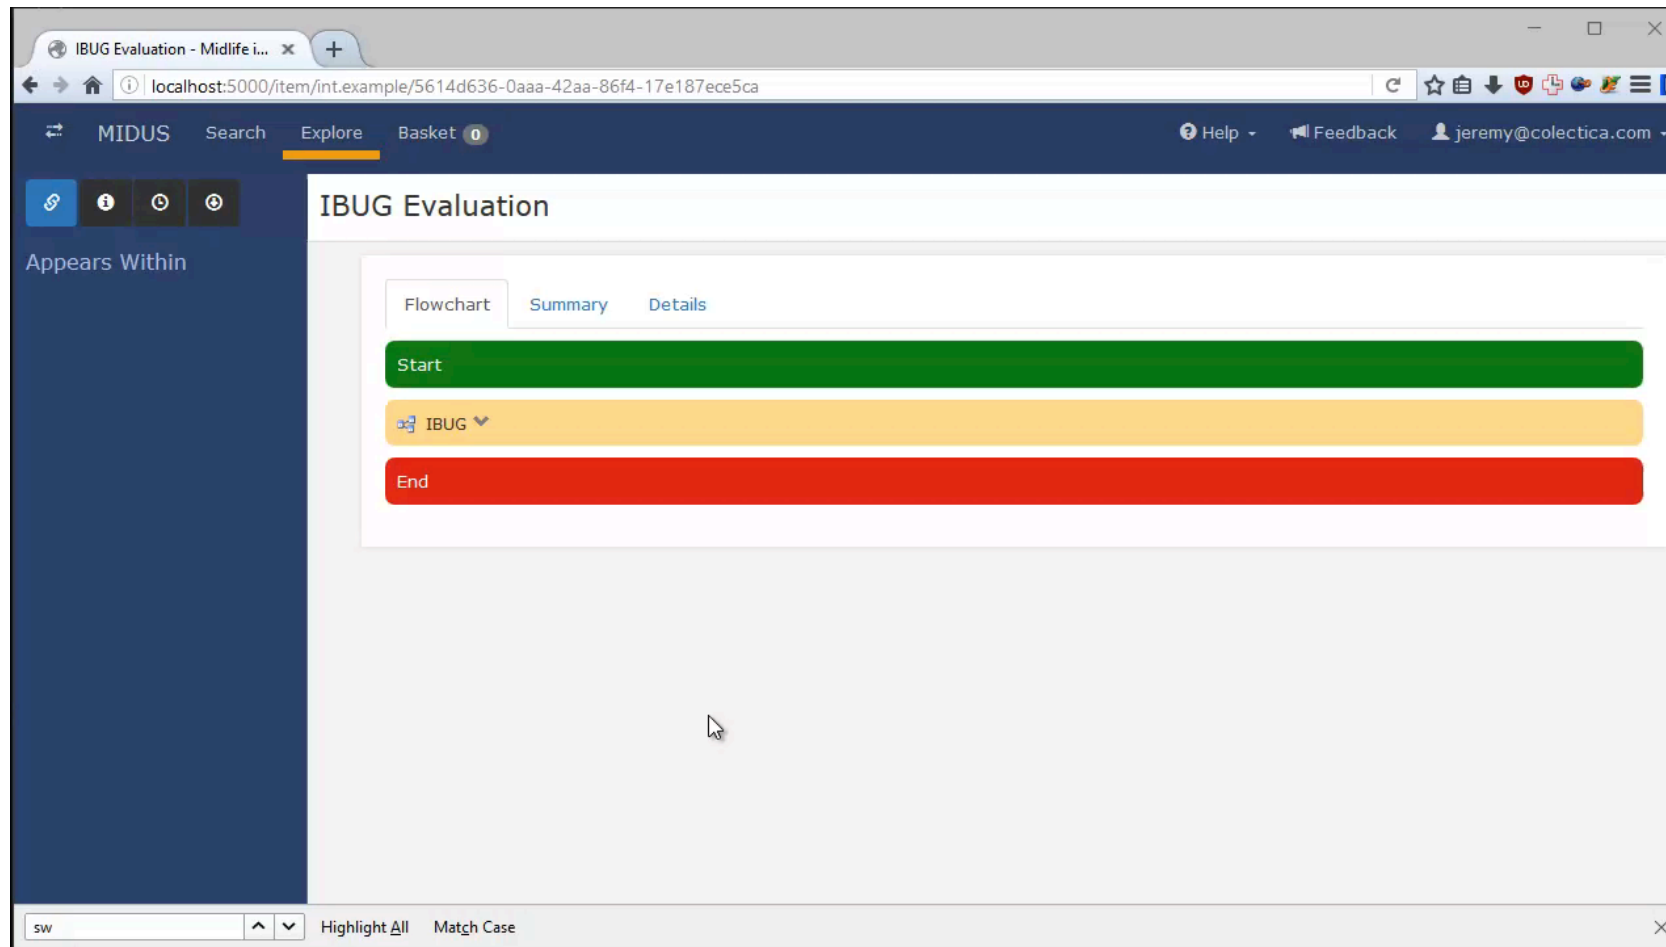 IBUG Evaluation - Midlife i...
localhost:5000/item/int.example/5614d636-0aaa-42aa-86f4-17e187ece5ca
MIDUS Search Explore Basket 0 Help Feedback jeremy@colectica.com
IBUG Evaluation
Appears Within
Flowchart Summary Details
Start
IBUG
End
sw Highlight All Match Case